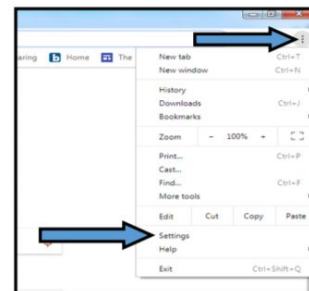 aring Home The
New tab Ctrl+T
New window Ctrl+N
History
Downloads Ctrl+J
Bookmarks
Zoom - 100% +
Print... Ctrl+P
Cast...
Find... Ctrl+F
More tools
Edit Cut Copy Paste
Settings
Help
Exit Ctrl+Shift+Q